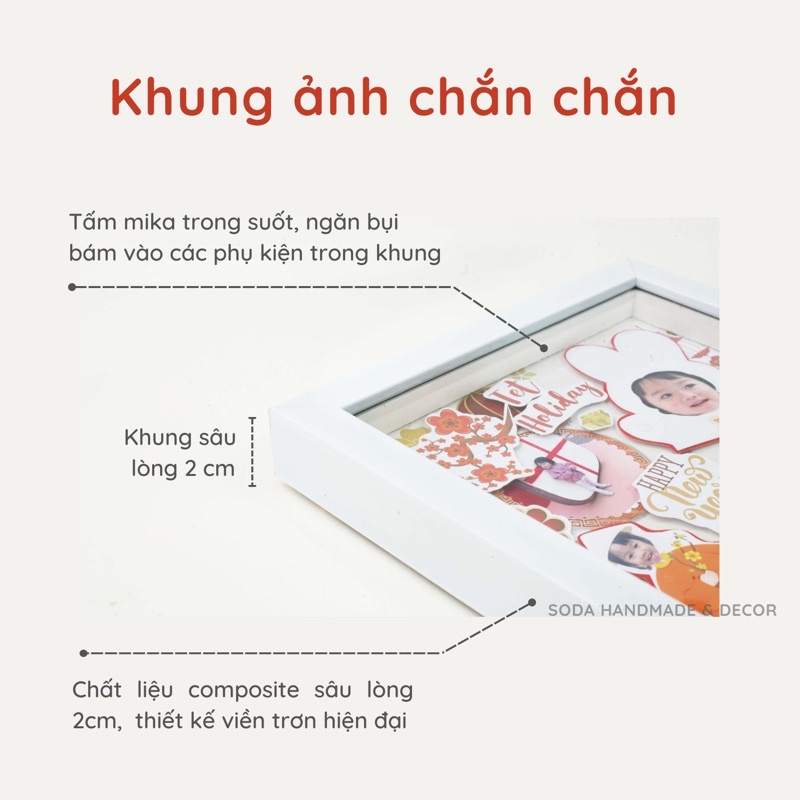 Khung ảnh chắn chắn
Tấm mika trong suốt, ngăn bụi
bám vào các phụ kiện trong khung
Khung sâu
lòng 2 cm
Tet
Holiday
HAPPY
New
SODA HANDMADE & DECOR
Chất liệu composite sâu lòng
2cm, thiết kế viền trơn hiện đại